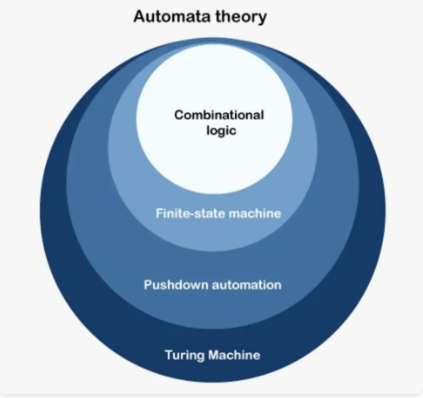 Automata theory
Combinational
logic
Finite-state machine
Pushdown automation
Turing Machine